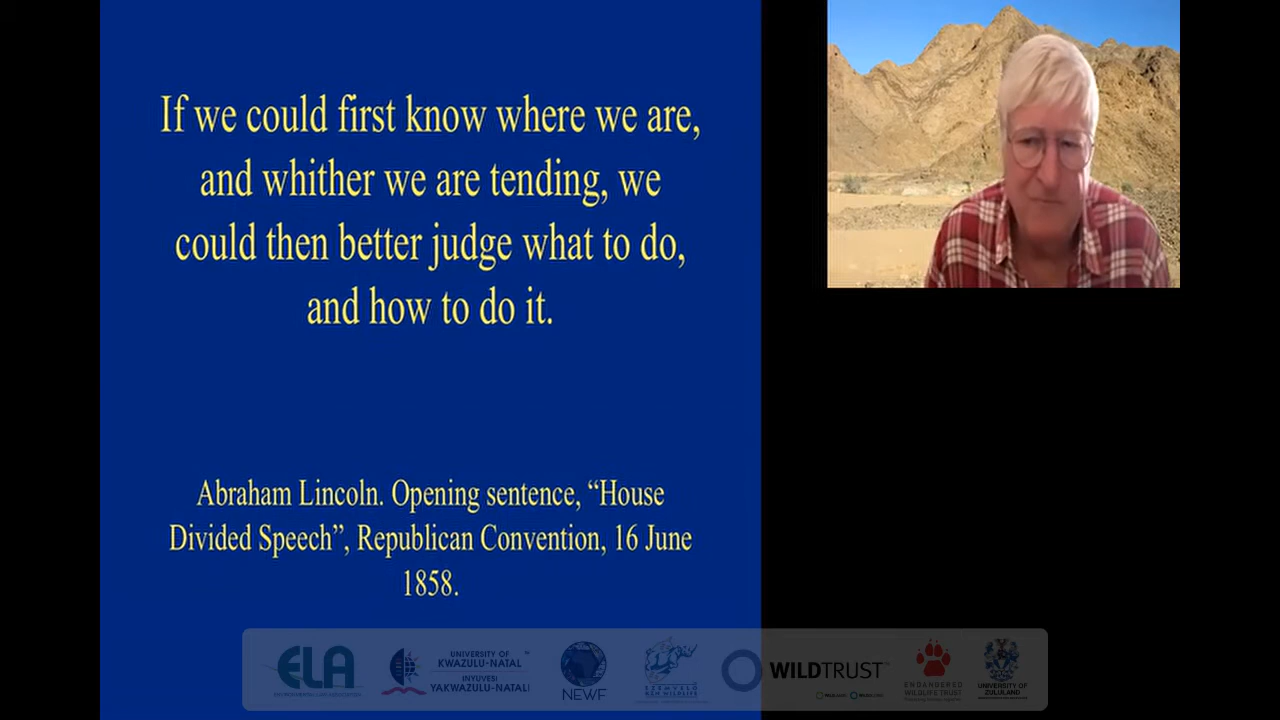 If we could first know where we are,
and whither we are tending, we
could then better judge what to do,
and how to do it.
Abraham Lincoln. Opening sentence, “House
Divided Speech”, Republican Convention, 16 June
1858.
ELA
UNIVERSITY OF
KWAZULU-NATAL
INYUVESI
YAKWAZULU-NATALI
NEWF
WILDTRUST
ENDANGERED
WILDLIFE TRUST
UNIVERSITY OF
ZULULAND